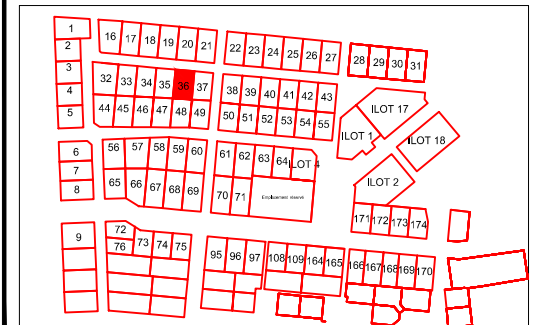 1
2
3
4
5
16 17 18 19 20 21
22 23 24 25 26 27
28 29 30 31
32 33 34 35 36 37
44 45 46 47 48 49
38 39 40 41 42 43
50 51 52 53 54 55
ILOT 17
ILOT 1
ILOT 18
6
7
8
56 57 58 59 60
65 66 67 68 69
61 62 63 64 ILOT 4
70 71 Emplacement réservé
ILOT 2
171 172 173 174
9
72
76 73 74 75
95 96 97
108 109 164 165
166 167 168 169 170